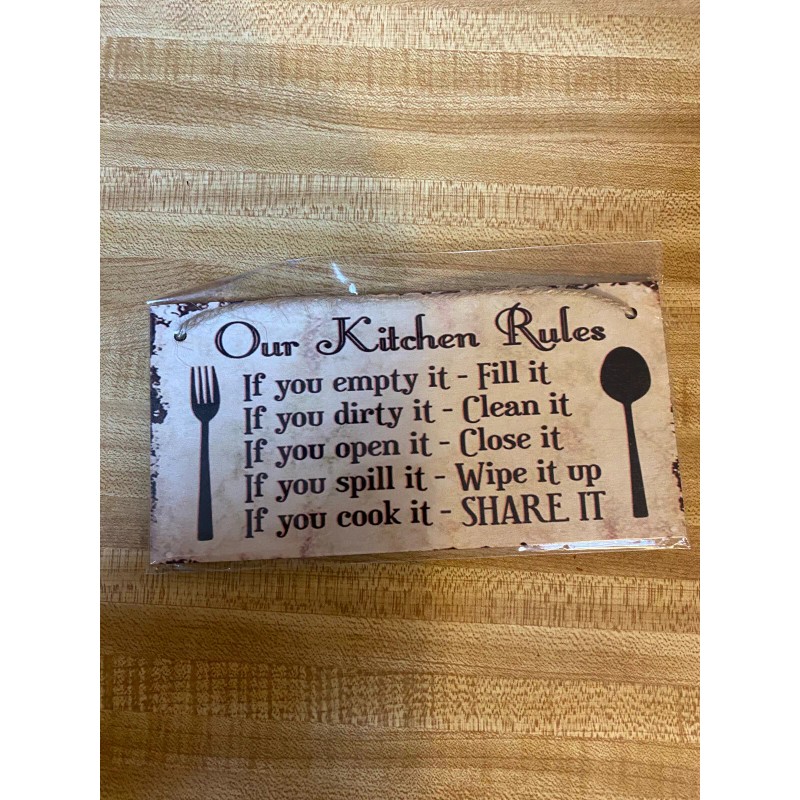 Our Kitchen Rules
If you empty it - Fill it
If you dirty it - Clean it
If you open it - Close it
If you spill it - Wipe it up
If you cook it - SHARE IT